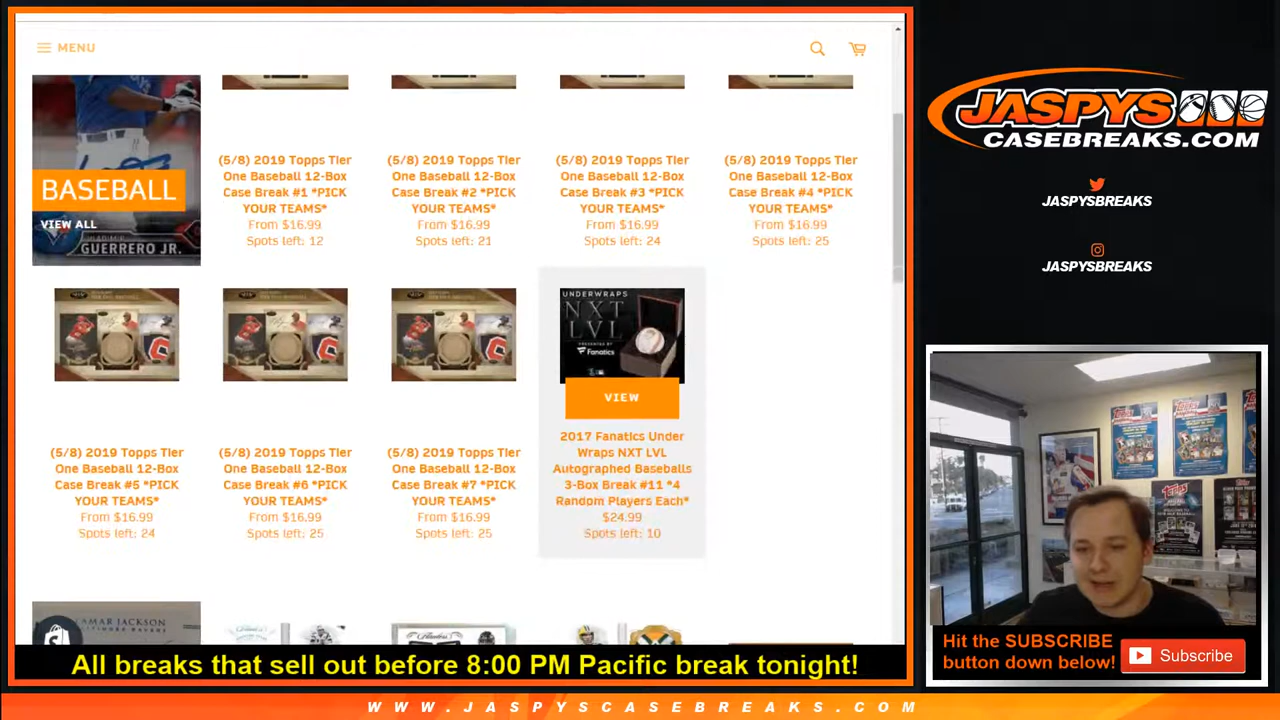 MENU
BASEBALL
VIEW ALL
VLADIMIR
GUERRERO JR.
(5/8) 2019 Topps Tier
One Baseball 12-Box
Case Break #1 *PICK
YOUR TEAMS*
From $16.99
Spots left: 12
(5/8) 2019 Topps Tier
One Baseball 12-Box
Case Break #2 *PICK
YOUR TEAMS*
From $16.99
Spots left: 21
(5/8) 2019 Topps Tier
One Baseball 12-Box
Case Break #3 *PICK
YOUR TEAMS*
From $16.99
Spots left: 24
(5/8) 2019 Topps Tier
One Baseball 12-Box
Case Break #4 *PICK
YOUR TEAMS*
From $16.99
Spots left: 25
(5/8) 2019 Topps Tier
One Baseball 12-Box
Case Break #5 *PICK
YOUR TEAMS*
From $16.99
Spots left: 24
(5/8) 2019 Topps Tier
One Baseball 12-Box
Case Break #6 *PICK
YOUR TEAMS*
From $16.99
Spots left: 25
(5/8) 2019 Topps Tier
One Baseball 12-Box
Case Break #7 *PICK
YOUR TEAMS*
From $16.99
Spots left: 25
UNDERWRAPS
NXT
LVL
PRESENTED BY
Fanatics
VIEW
2017 Fanatics Under
Wraps NXT LVL
Autographed Baseballs
3-Box Break #11 *4
Random Players Each*
$24.99
Spots left: 10
LAMAR JACKSON
BALTIMORE RAVENS
All breaks that sell out before 8:00 PM Pacific break tonight!
WWW.JASPYSCASEBREAKS.COM
JASPYS
CASEBREAKS.COM
JASPYSBREAKS
JASPYSBREAKS
Topps
Topps
Topps
Hit the SUBSCRIBE
button down below!
Subscribe